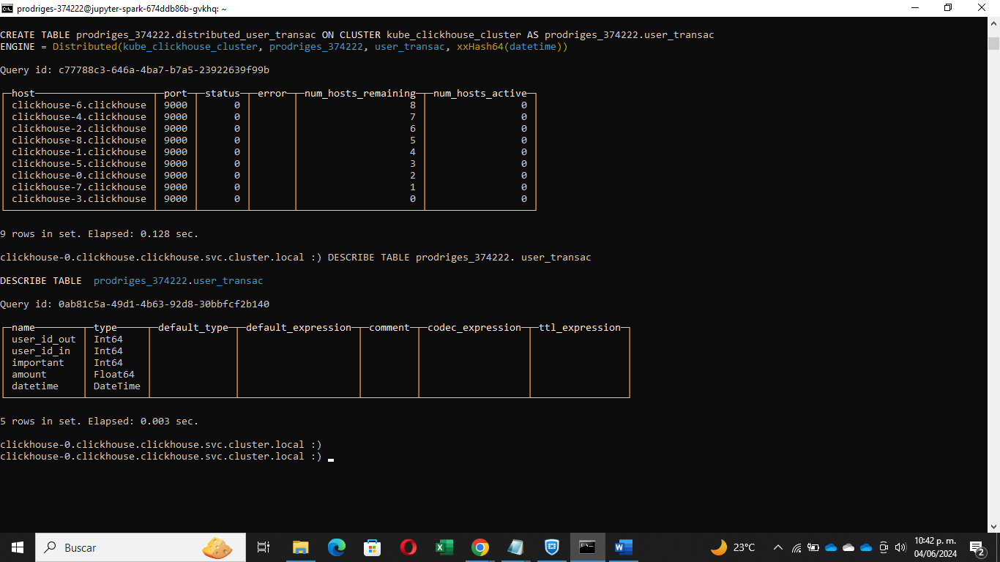 prodriges-374222@jupyter-spark-674ddb86b-gvkhq: ~
CREATE TABLE prodriges_374222.distributed_user_transac ON CLUSTER kube_clickhouse_cluster AS prodriges_374222.user_transac
ENGINE = Distributed(kube_clickhouse_cluster, prodriges_374222, user_transac, xxHash64(datetime))
Query id: c77788c3-646a-4ba7-b7a5-23922639f99b
host port status error num_hosts_remaining num_hosts_active
clickhouse-6.clickhouse 9000 0 8 0
clickhouse-4.clickhouse 9000 0 7 0
clickhouse-2.clickhouse 9000 0 6 0
clickhouse-8.clickhouse 9000 0 5 0
clickhouse-1.clickhouse 9000 0 4 0
clickhouse-5.clickhouse 9000 0 3 0
clickhouse-0.clickhouse 9000 0 2 0
clickhouse-7.clickhouse 9000 0 1 0
clickhouse-3.clickhouse 9000 0 0 0
9 rows in set. Elapsed: 0.128 sec.
clickhouse-0.clickhouse.clickhouse.svc.cluster.local :) DESCRIBE TABLE prodriges_374222. user_transac
DESCRIBE TABLE  prodriges_374222.user_transac
Query id: 0ab81c5a-49d1-4b63-92d8-30bbfcf2b140
name type default_type default_expression comment codec_expression ttl_expression
user_id_out Int64
user_id_in Int64
important Int64
amount Float64
datetime DateTime
5 rows in set. Elapsed: 0.003 sec.
clickhouse-0.clickhouse.clickhouse.svc.cluster.local :)
clickhouse-0.clickhouse.clickhouse.svc.cluster.local :)
Buscar
23°C
10:42 p. m.
04/06/2024
2